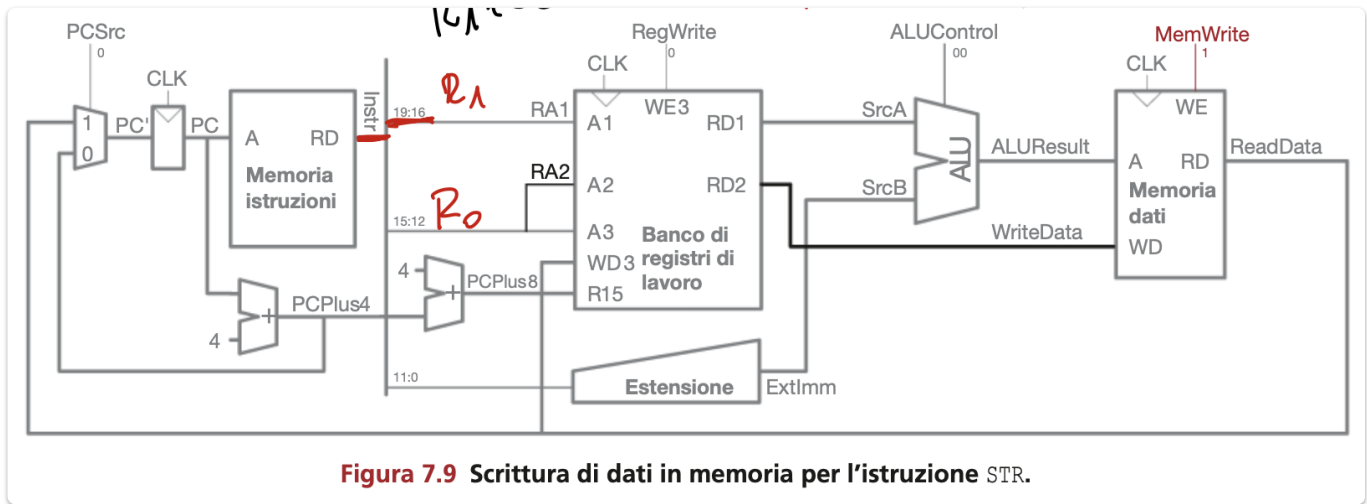 PCSrc
0
RegWrite
0
ALUControl
00
MemWrite
1
CLK
CLK
CLK
Instr
R1
19:16
RA1
A1
WE3
RD1
SrcA
WE
1
0
PC'
PC
A
RD
Memoria
istruzioni
RA2
A2
RD2
SrcB
ALU
ALUResult
A
RD
ReadData
Memoria
dati
15:12
R0
A3
Banco di
registri di
lavoro
WriteData
WD
WD3
4
+
PCPlus8
R15
+
PCPlus4
4
11:0
Estensione
ExtImm
Figura 7.9 Scrittura di dati in memoria per l'istruzione STR.